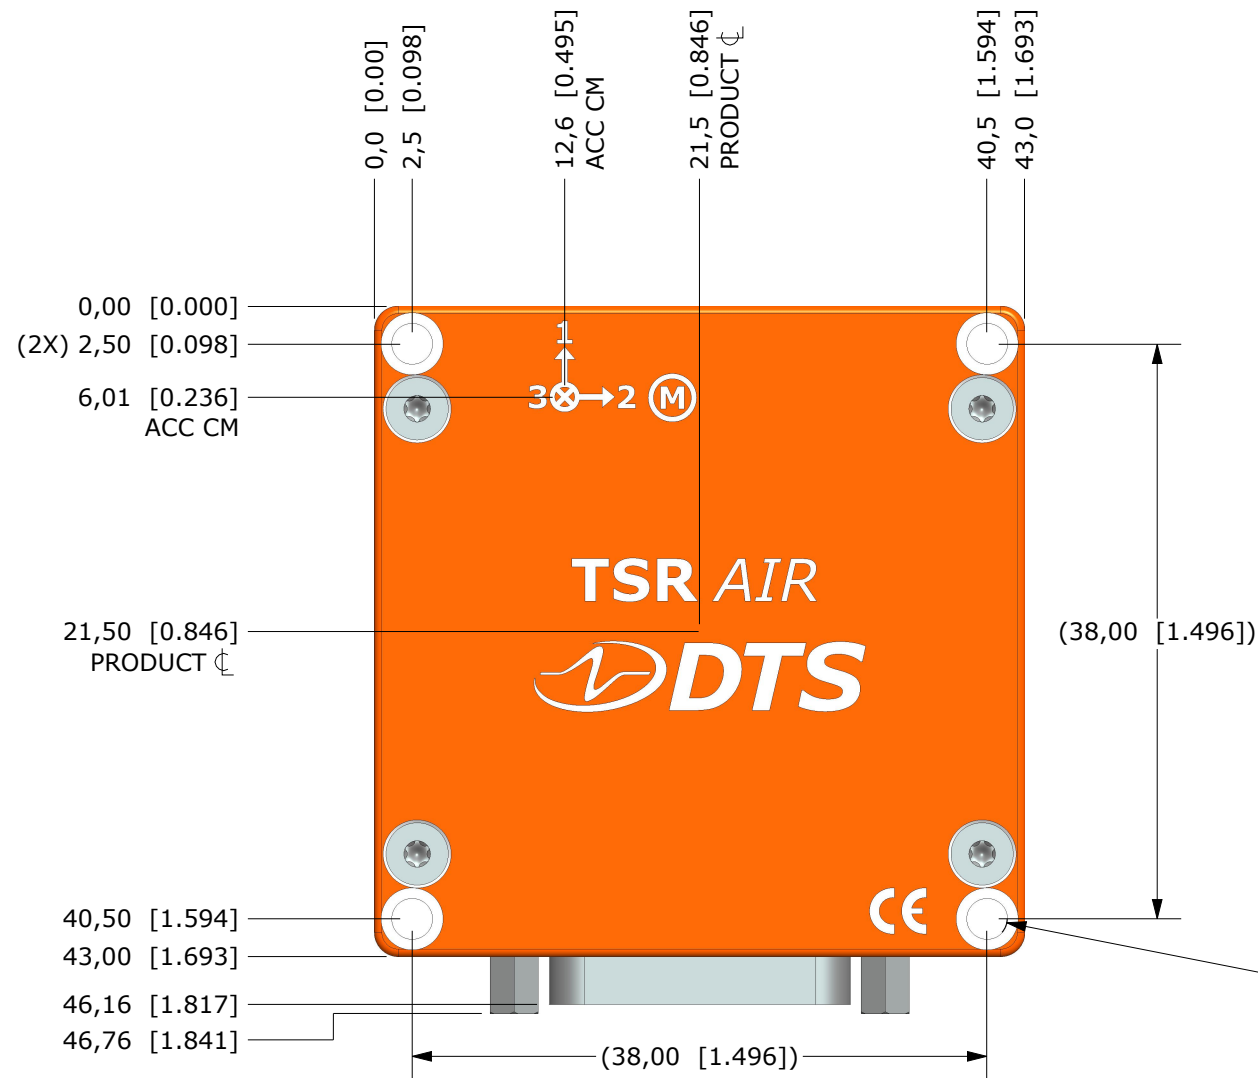 0,0 [0.00]
2,5 [0.098]
12,6 [0.495]
ACC CM
21,5 [0.846]
PRODUCT ℄
40,5 [1.594]
43,0 [1.693]
0,00 [0.000]
(2X) 2,50 [0.098]
6,01 [0.236]
ACC CM
1
3 2 M
TSR AIR
21,50 [0.846]
PRODUCT ℄
(38,00 [1.496])
DTS
CE
40,50 [1.594]
43,00 [1.693]
46,16 [1.817]
46,76 [1.841]
(38,00 [1.496])